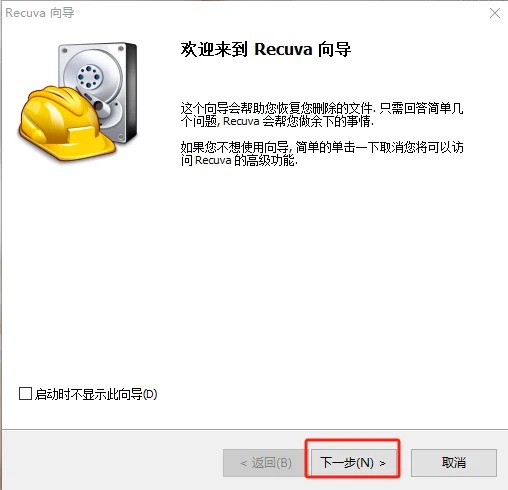 Recuva 向导
欢迎来到 Recuva 向导
这个向导会帮助您恢复您删除的文件. 只需回答简单几
个问题, Recuva 会帮您做余下的事情.
如果您不想使用向导, 简单的单击一下取消您将可以访
问 Recuva 的高级功能.
启动时不显示此向导(D)
< 返回(B)
下一步(N) >
取消